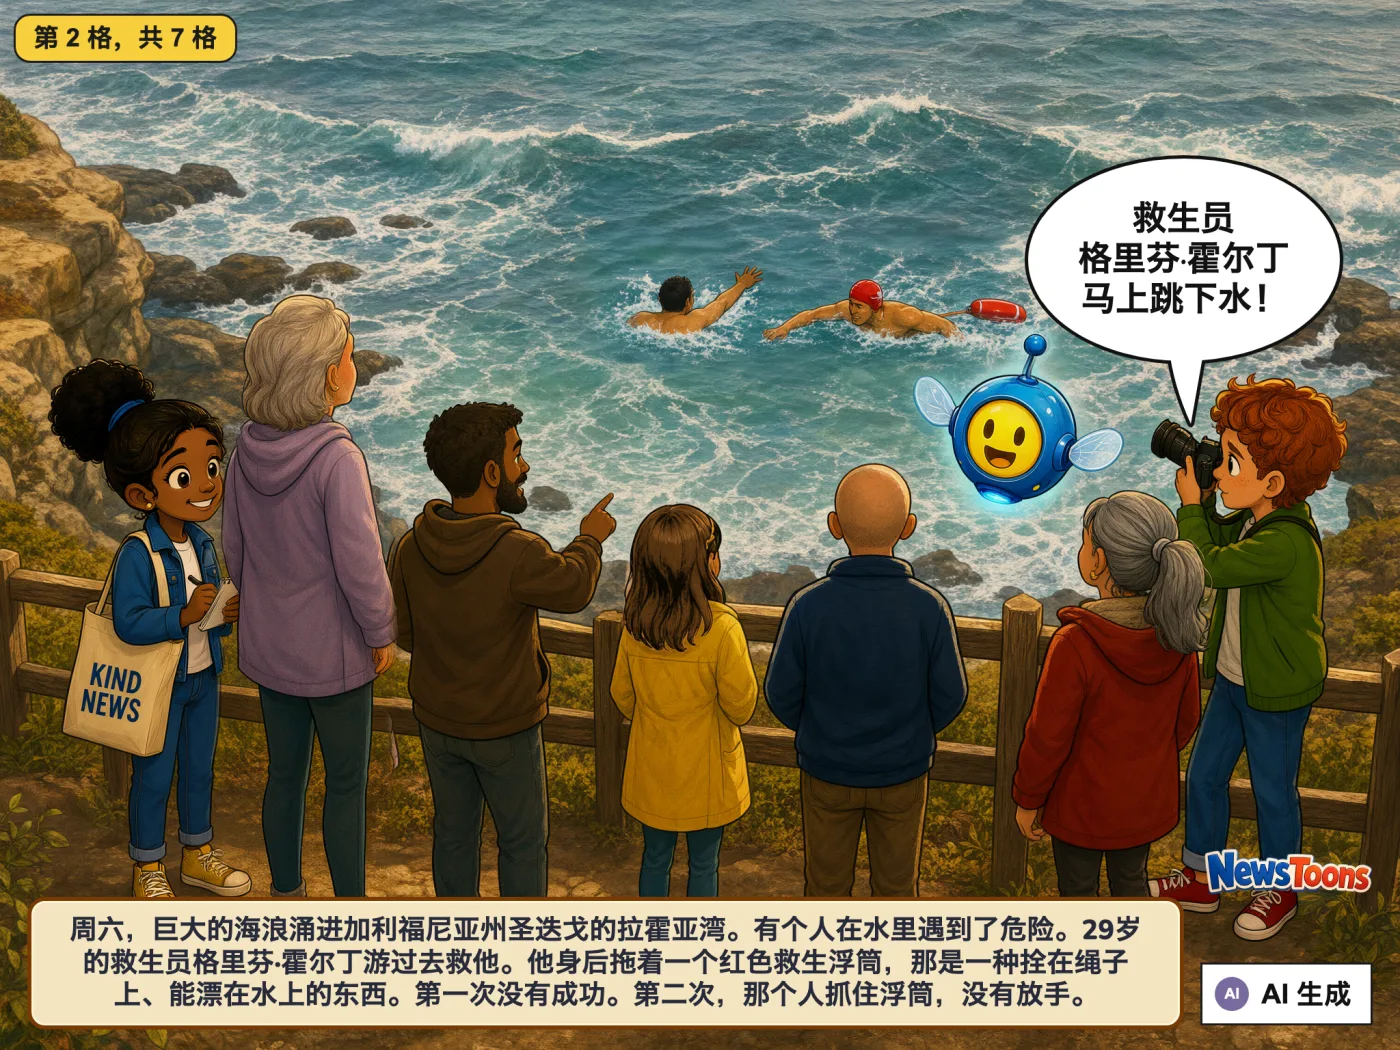 第 2 格，共 7 格
救生员
格里芬·霍尔丁
马上跳下水！
KIND
NEWS
NEWSTOONS
周六，巨大的海浪涌进加利福尼亚州圣迭戈的拉霍亚湾。有个人在水里遇到了危险。29岁
的救生员格里芬·霍尔丁游过去救他。他身后拖着一个红色救生浮筒，那是一种拴在绳子
上、能漂在水上的东西。第一次没有成功。第二次，那个人抓住浮筒，没有放手。
AI
AI 生成